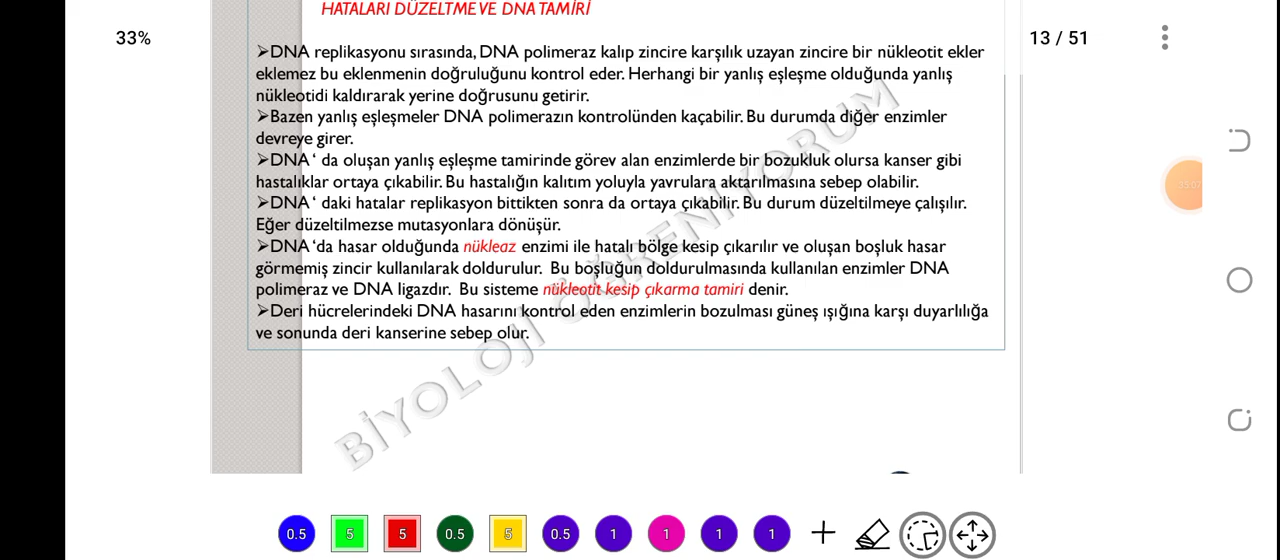 HATALARI DÜZELTME VE DNA TAMİRİ
33%
13 / 51
➢DNA replikasyonu sırasında, DNA polimeraz kalıp zincire karşılık uzayan zincire bir nükleotit ekler
eklemez bu eklenmenin doğruluğunu kontrol eder. Herhangi bir yanlış eşleşme olduğunda yanlış
nükleotidi kaldırarak yerine doğrusunu getirir.
➢Bazen yanlış eşleşmeler DNA polimerazın kontrolünden kaçabilir. Bu durumda diğer enzimler
devreye girer.
➢DNA ‘ da oluşan yanlış eşleşme tamirinde görev alan enzimlerde bir bozukluk olursa kanser gibi
hastalıklar ortaya çıkabilir. Bu hastalığın kalıtım yoluyla yavrulara aktarılmasına sebep olabilir.
➢DNA ‘ daki hatalar replikasyon bittikten sonra da ortaya çıkabilir. Bu durum düzeltilmeye çalışılır.
Eğer düzeltilmezse mutasyonlara dönüşür.
➢DNA ‘da hasar olduğunda nükleaz enzimi ile hatalı bölge kesip çıkarılır ve oluşan boşluk hasar
görmemiş zincir kullanılarak doldurulur. Bu boşluğun doldurulmasında kullanılan enzimler DNA
polimeraz ve DNA ligazdır. Bu sisteme nükleotit kesip çıkarma tamiri denir.
➢Deri hücrelerindeki DNA hasarını kontrol eden enzimlerin bozulması güneş ışığına karşı duyarlılığa
ve sonunda deri kanserine sebep olur.
BİYOLOJİ ÖĞRENİYORUM
0.5 5 5 0.5 5 0.5 1 1 1 1